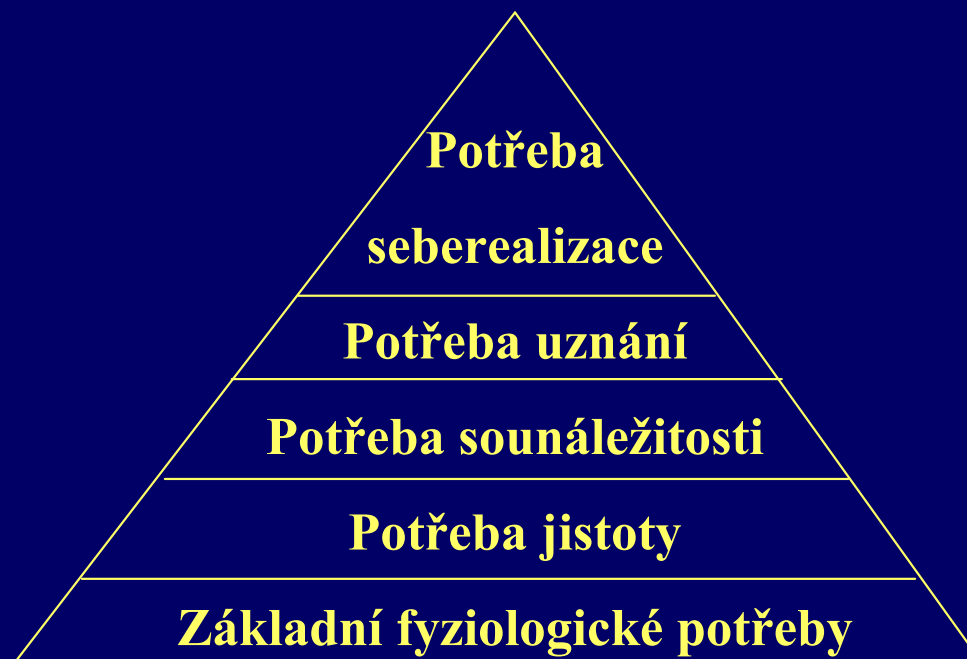 Potřeba
seberealizace
Potřeba uznání
Potřeba sounáležitosti
Potřeba jistoty
Základní fyziologické potřeby